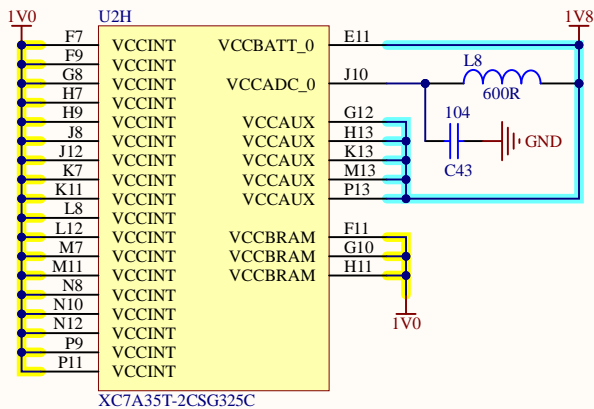 1V0 U2H 1V8
F7 VCCINT VCCBATT_0 E11
F9 VCCINT
G8 VCCINT VCCADC_0 J10 L8
H7 VCCINT 600R
H9 VCCINT VCCAUX G12 104
J8 VCCINT VCCAUX H13 GND
J12 VCCINT VCCAUX K13
K7 VCCINT VCCAUX M13 C43
K11 VCCINT VCCAUX P13
L8 VCCINT
L12 VCCINT VCCBRAM F11
M7 VCCINT VCCBRAM G10
M11 VCCINT VCCBRAM H11
N8 VCCINT
N10 VCCINT 1V0
N12 VCCINT
P9 VCCINT
P11 VCCINT
XC7A35T-2CSG325C